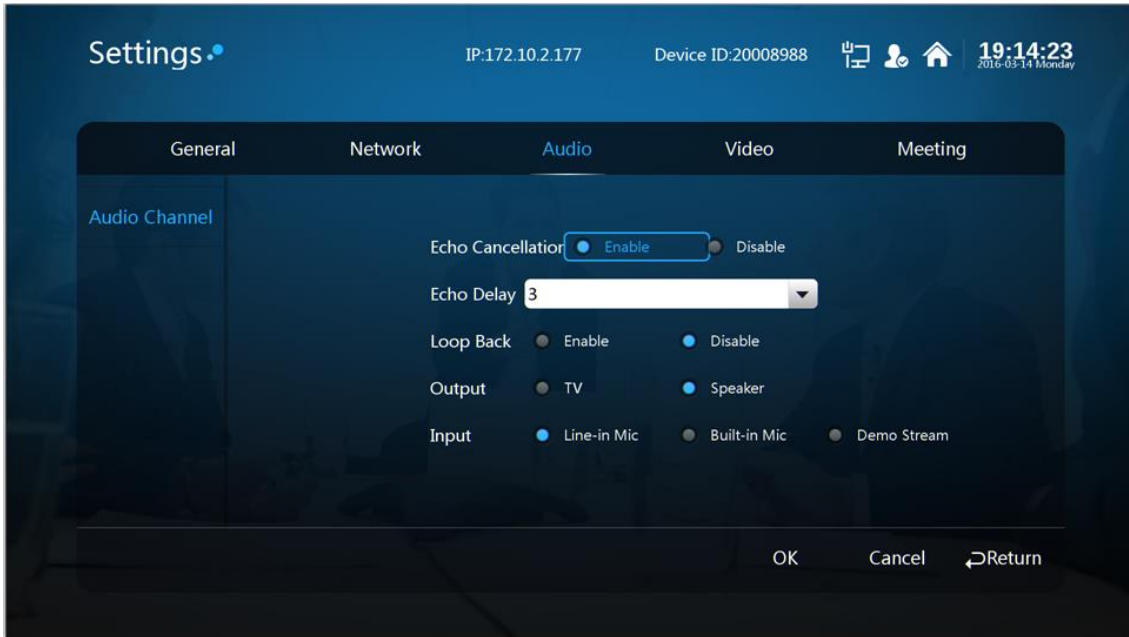 Settings
IP:172.10.2.177 Device ID:20008988 19:14:23
2016-03-14 Monday
General Network Audio Video Meeting
Audio Channel
Echo Cancellation Enable Disable
Echo Delay 3
Loop Back Enable Disable
Output TV Speaker
Input Line-in Mic Built-in Mic Demo Stream
OK Cancel Return